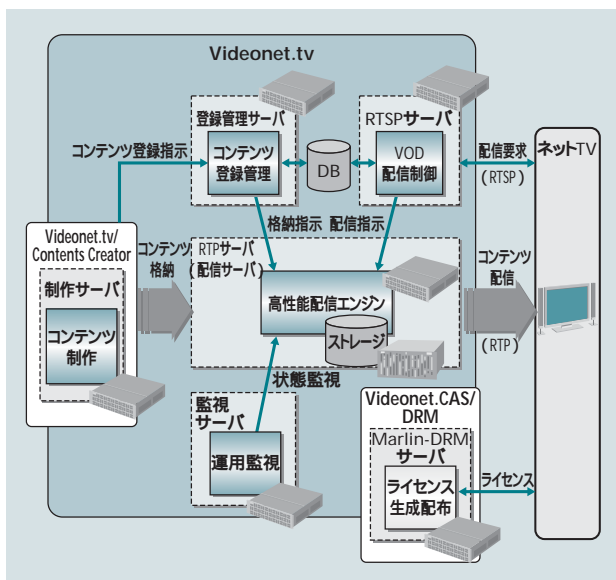 Videonet.tv
登録管理サーバ
コンテンツ
登録管理
DB
RTSPサーバ
VOD
配信制御
コンテンツ登録指示
配信要求
(RTSP)
ネットTV
格納指示
配信指示
Videonet.tv/
Contents Creator
制作サーバ
コンテンツ
制作
コンテンツ
格納
RTPサーバ
(配信サーバ)
高性能配信エンジン
ストレージ
コンテンツ
配信
(RTP)
状態監視
監視
サーバ
運用監視
Videonet.CAS/
DRM
Marlin-DRM
サーバ
ライセンス
生成配布
ライセンス